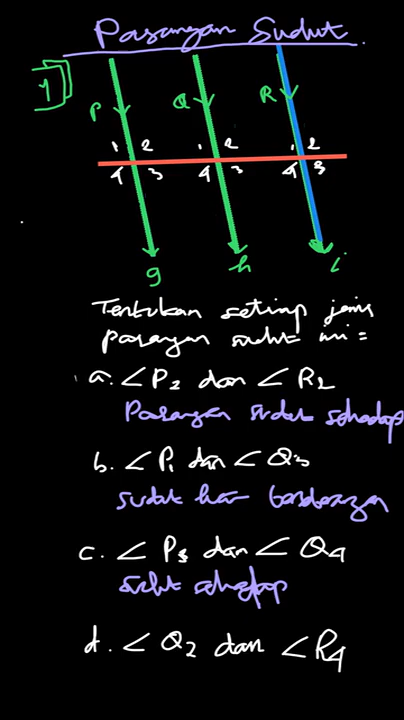 Pasangan Sudut
1
P Q R
1 2 1 2 1 2
4 3 4 3 4 3
g h i
Tentukan setiap jenis
pasangan sudut ini =
a. ∠P2 dan ∠R2
Pasangan sudut sehadap
b. ∠P1 dan ∠Q3
sudut luar berseberangan
c. ∠P3 dan ∠Q4
sudut
d. ∠Q2 dan ∠R4